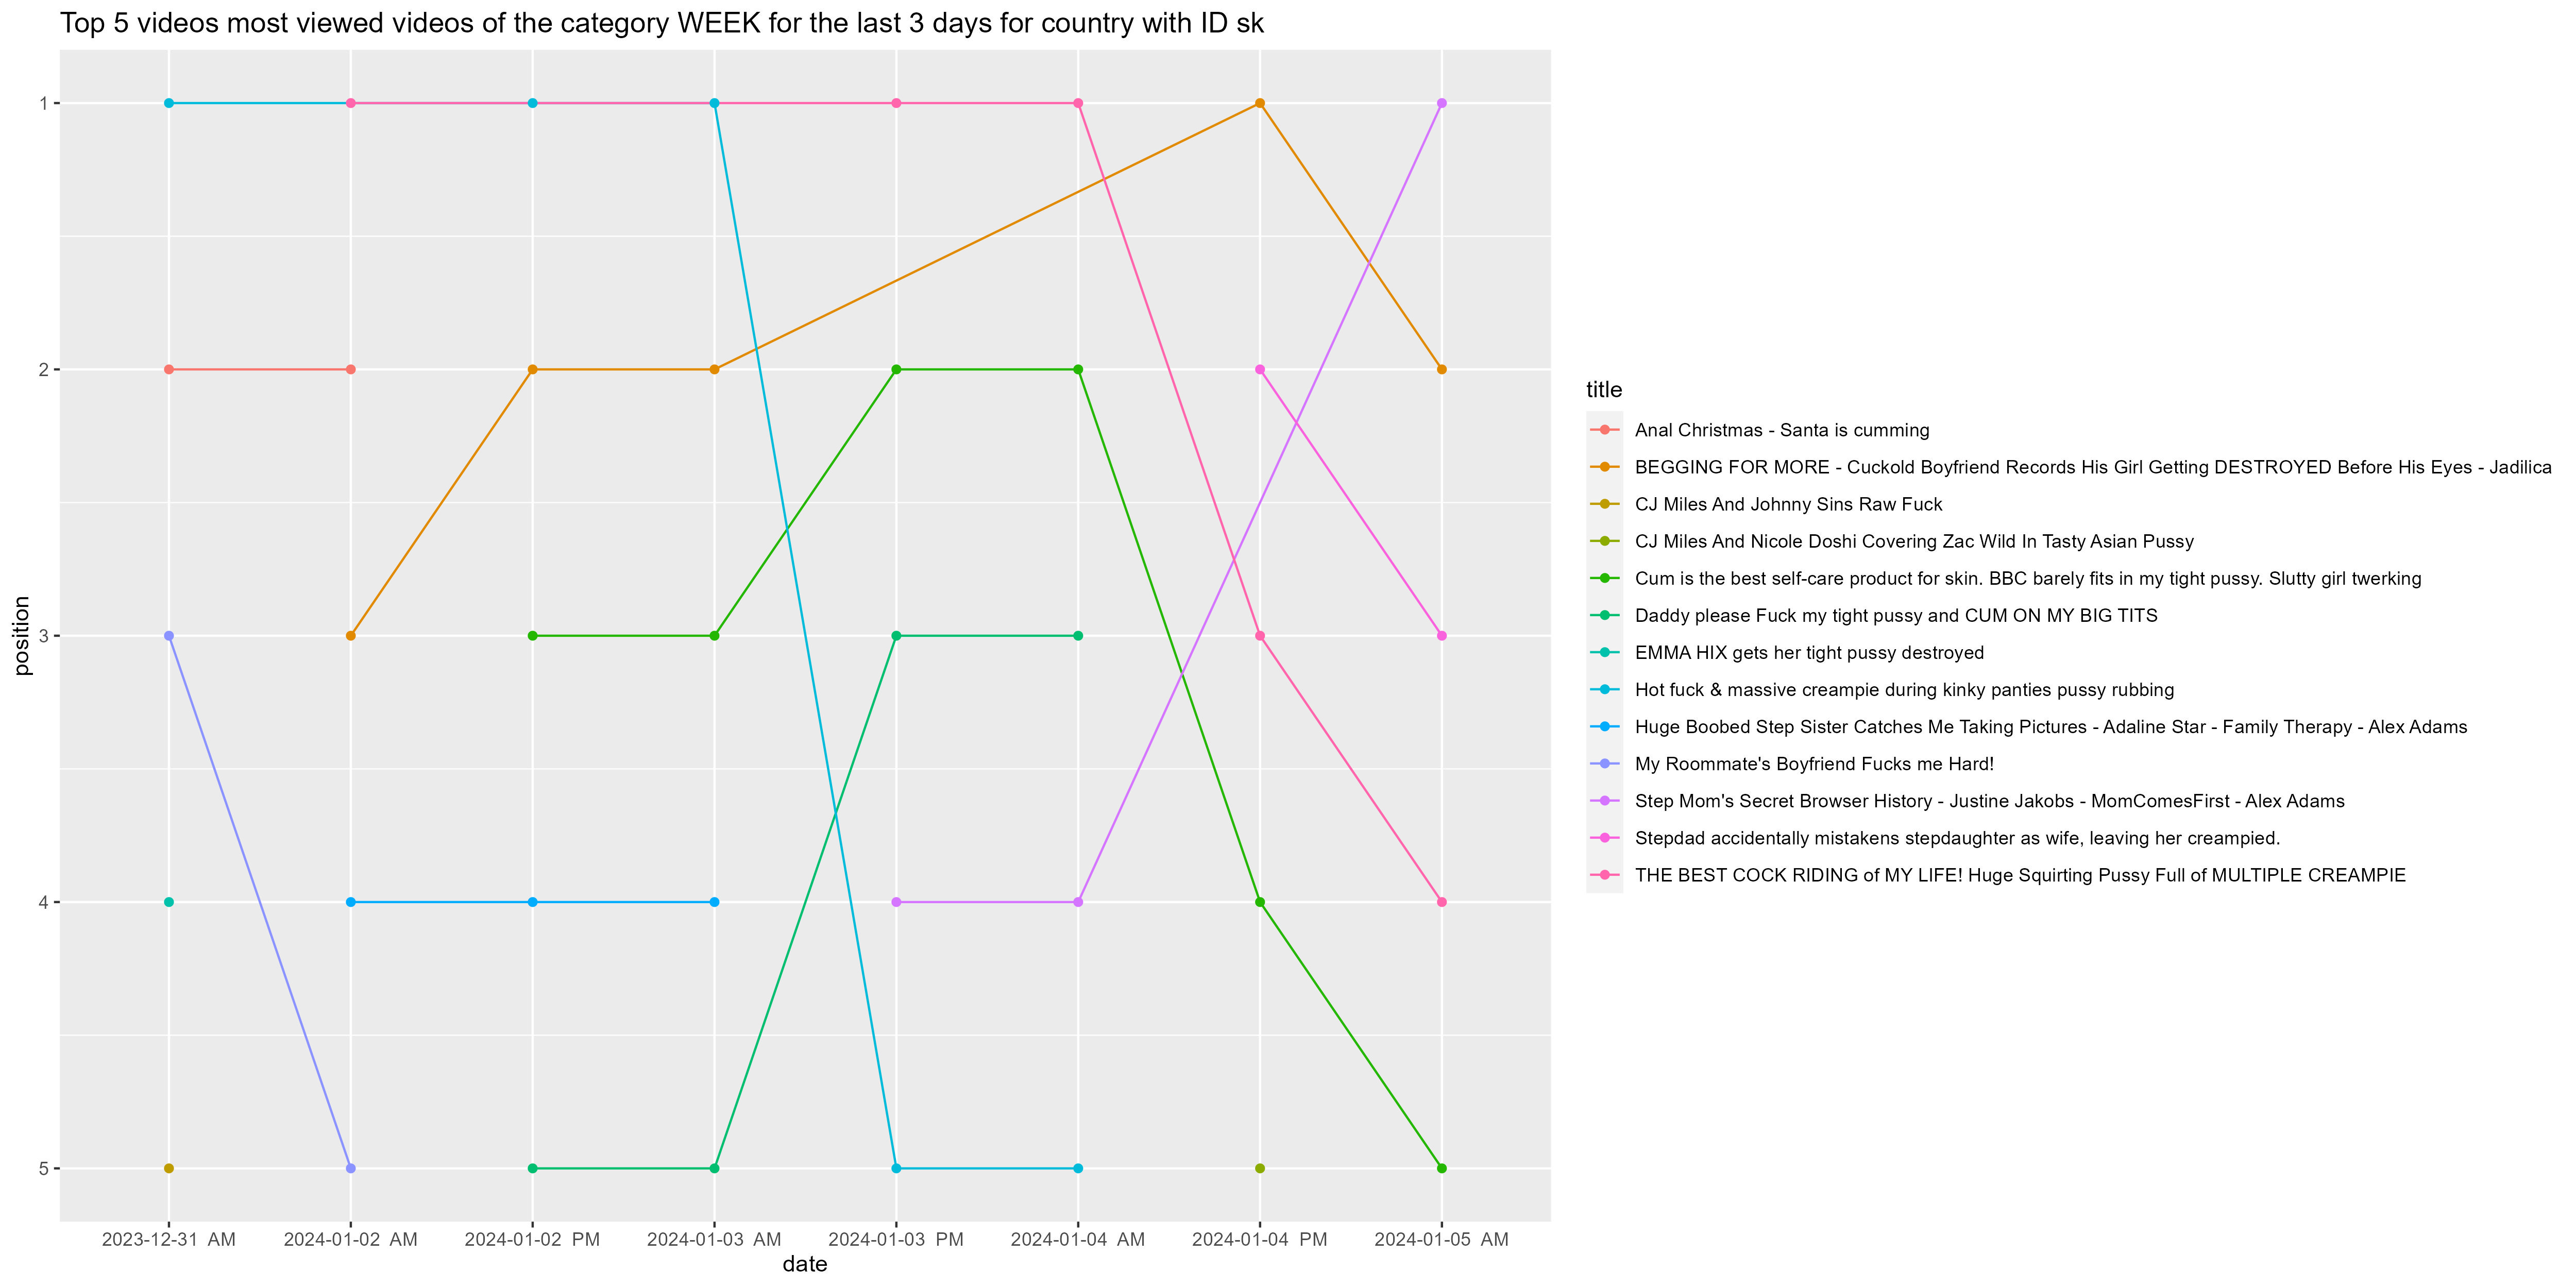 Top 5 videos most viewed videos of the category WEEK for the last 3 days for country with ID sk
position
1
2
3
4
5
2023-12-31 AM
2024-01-02 AM
2024-01-02 PM
2024-01-03 AM
2024-01-03 PM
2024-01-04 AM
2024-01-04 PM
2024-01-05 AM
date
title
Anal Christmas - Santa is cumming
BEGGING FOR MORE - Cuckold Boyfriend Records His Girl Getting DESTROYED Before His Eyes - Jadilica
CJ Miles And Johnny Sins Raw Fuck
CJ Miles And Nicole Doshi Covering Zac Wild In Tasty Asian Pussy
Cum is the best self-care product for skin. BBC barely fits in my tight pussy. Slutty girl twerking
Daddy please Fuck my tight pussy and CUM ON MY BIG TITS
EMMA HIX gets her tight pussy destroyed
Hot fuck & massive creampie during kinky panties pussy rubbing
Huge Boobed Step Sister Catches Me Taking Pictures - Adaline Star - Family Therapy - Alex Adams
My Roommate's Boyfriend Fucks me Hard!
Step Mom's Secret Browser History - Justine Jakobs - MomComesFirst - Alex Adams
Stepdad accidentally mistakens stepdaughter as wife, leaving her creampied.
THE BEST COCK RIDING of MY LIFE! Huge Squirting Pussy Full of MULTIPLE CREAMPIE